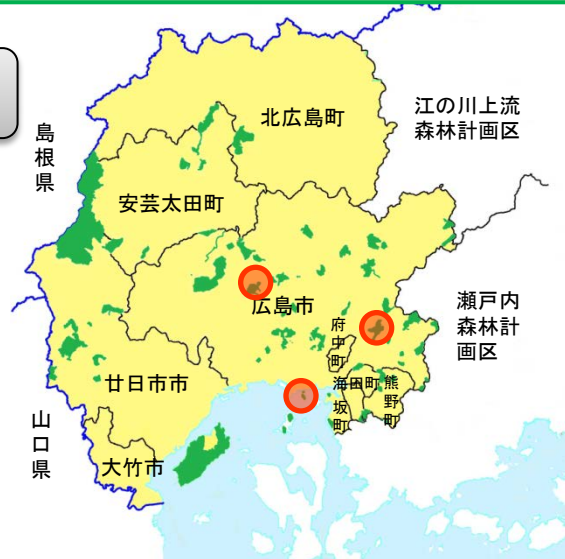 北広島町
江の川上流
森林計画区
島根県
安芸太田町
広島市
瀬戸内
森林計
画区
府中町
海田町
熊野町
坂町
廿日市市
山口県
大竹市